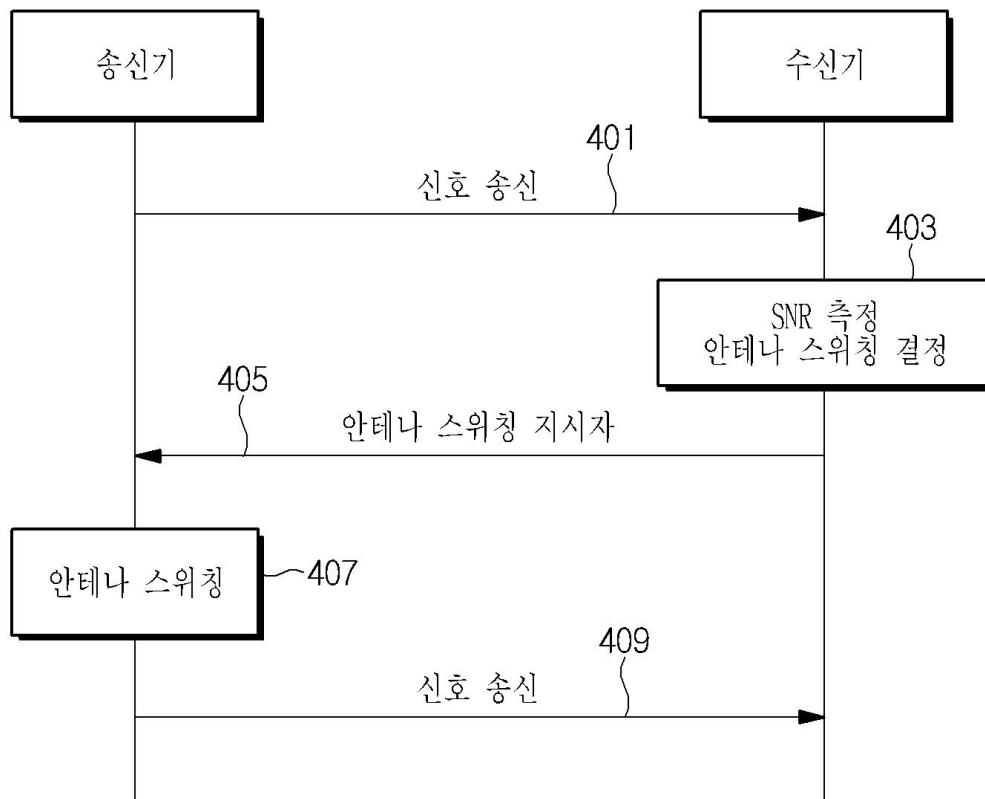 송신기
수신기
401
신호 송신
403
SNR 측정
안테나 스위칭 결정
405
안테나 스위칭 지시자
안테나 스위칭
407
409
신호 송신